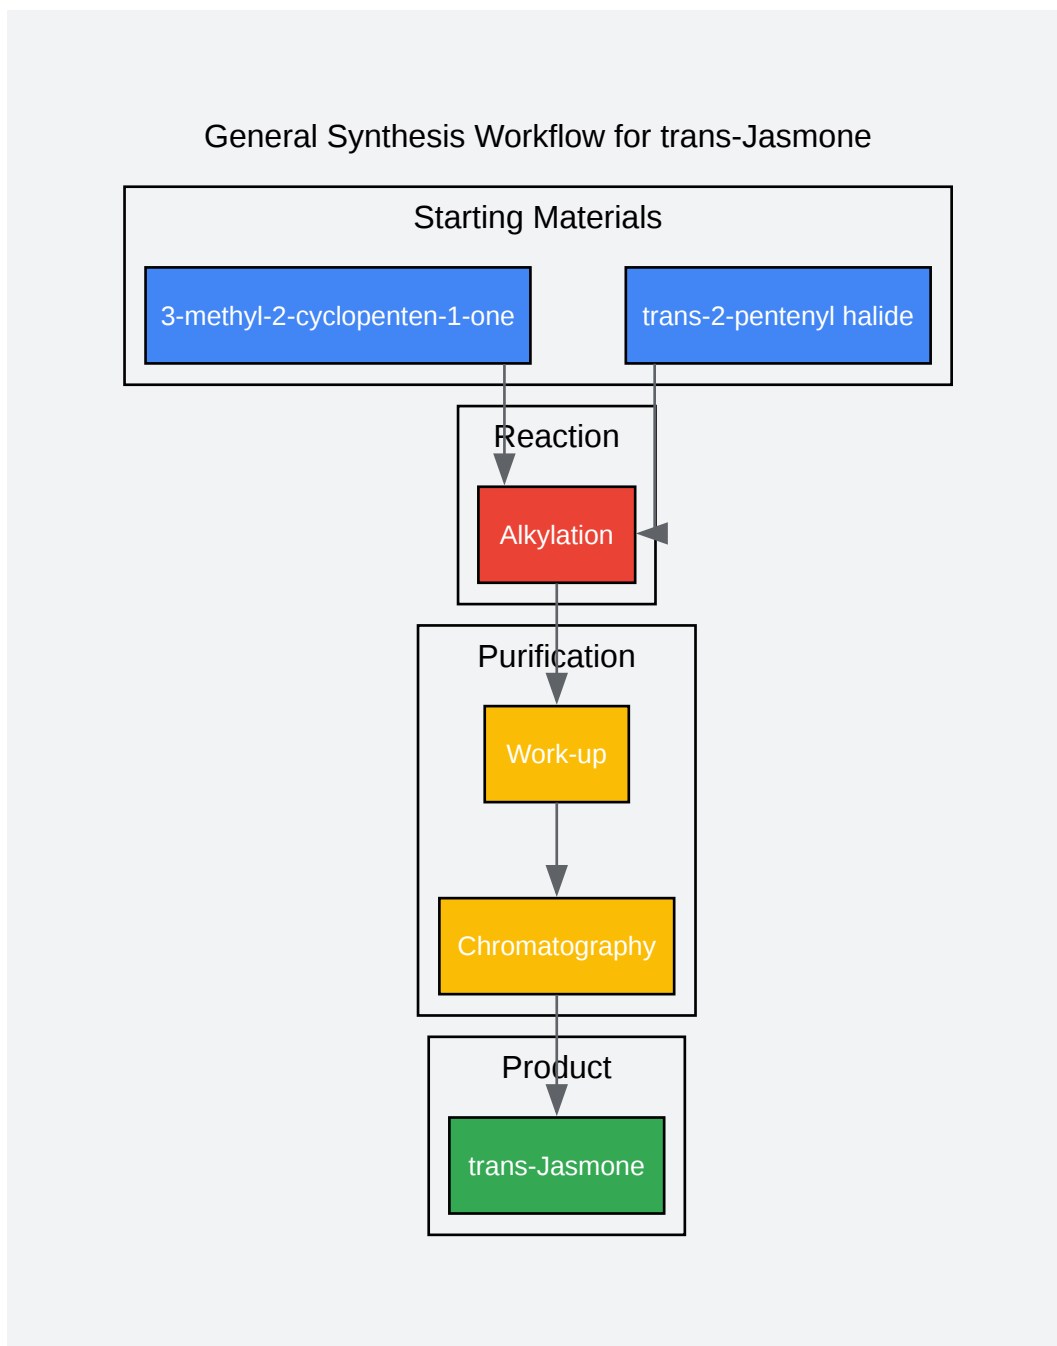 General Synthesis Workflow for trans-Jasmone
Starting Materials
3-methyl-2-cyclopenten-1-one
trans-2-pentenyl halide
Reaction
Alkylation
Purification
Work-up
Chromatography
Product
trans-Jasmone